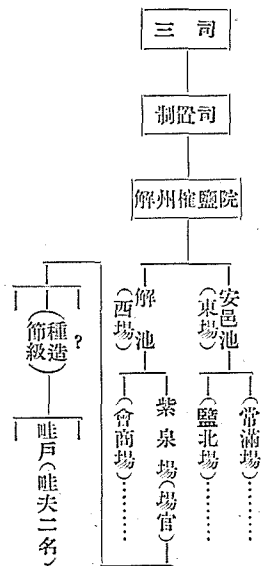 三司
制置司
解州榷鹽院
安邑池
(東場)
(常滿場)………
(鹽北場)………
解池
(西場)
紫泉場(場官)
(會商場)………
?
(種造
節級)
畦戶(畦夫二名)